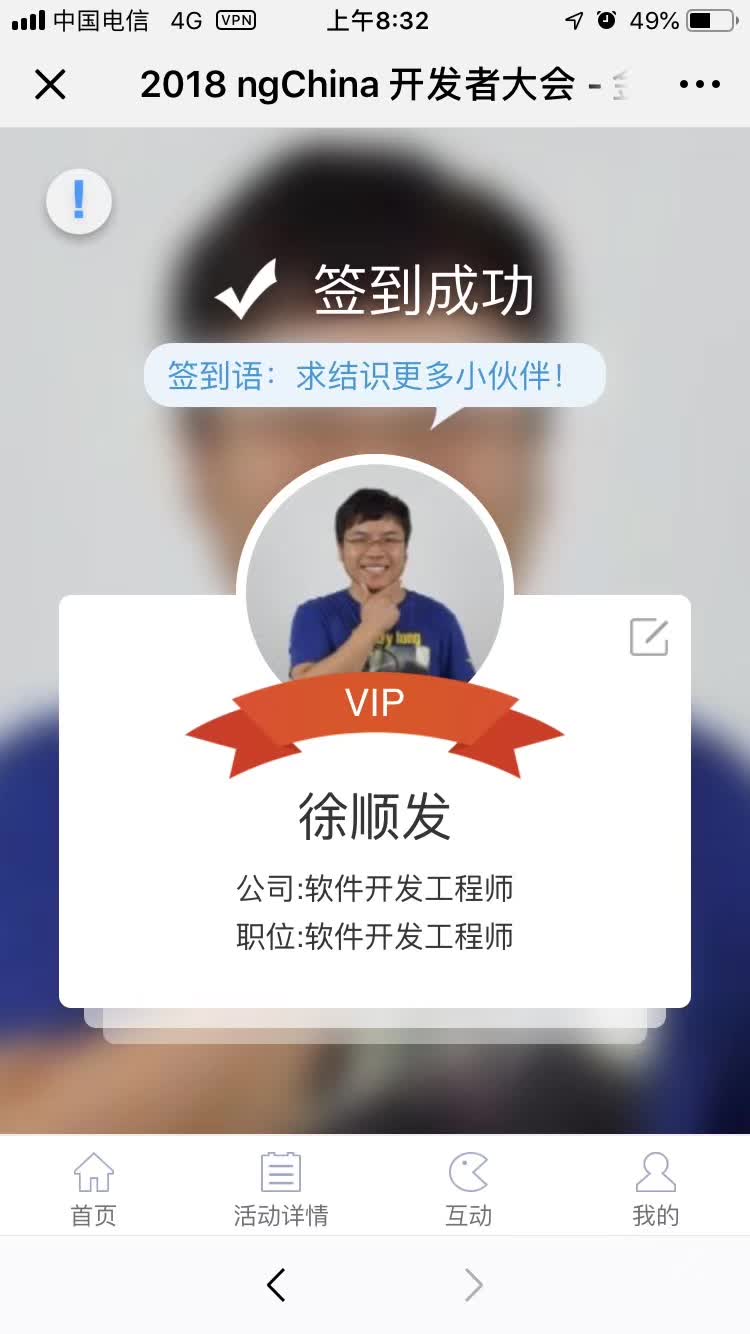 中国电信 4G VPN 上午8:32 49%
2018 ngChina 开发者大会 -
!
签到成功
签到语：求结识更多小伙伴！
VIP
徐顺发
公司:软件开发工程师
职位:软件开发工程师
首页 活动详情 互动 我的